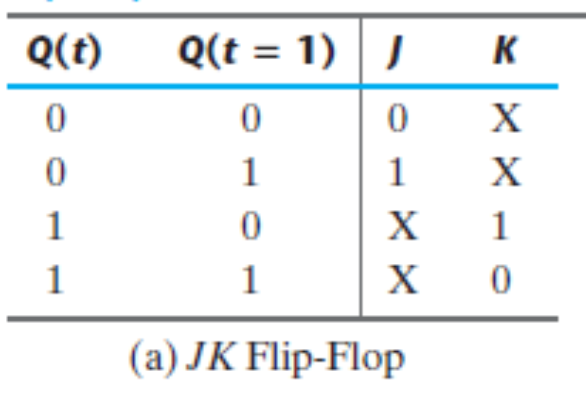 Q(t) Q(t = 1) J K
0 0 0 X
0 1 1 X
1 0 X 1
1 1 X 0
(a) JK Flip-Flop